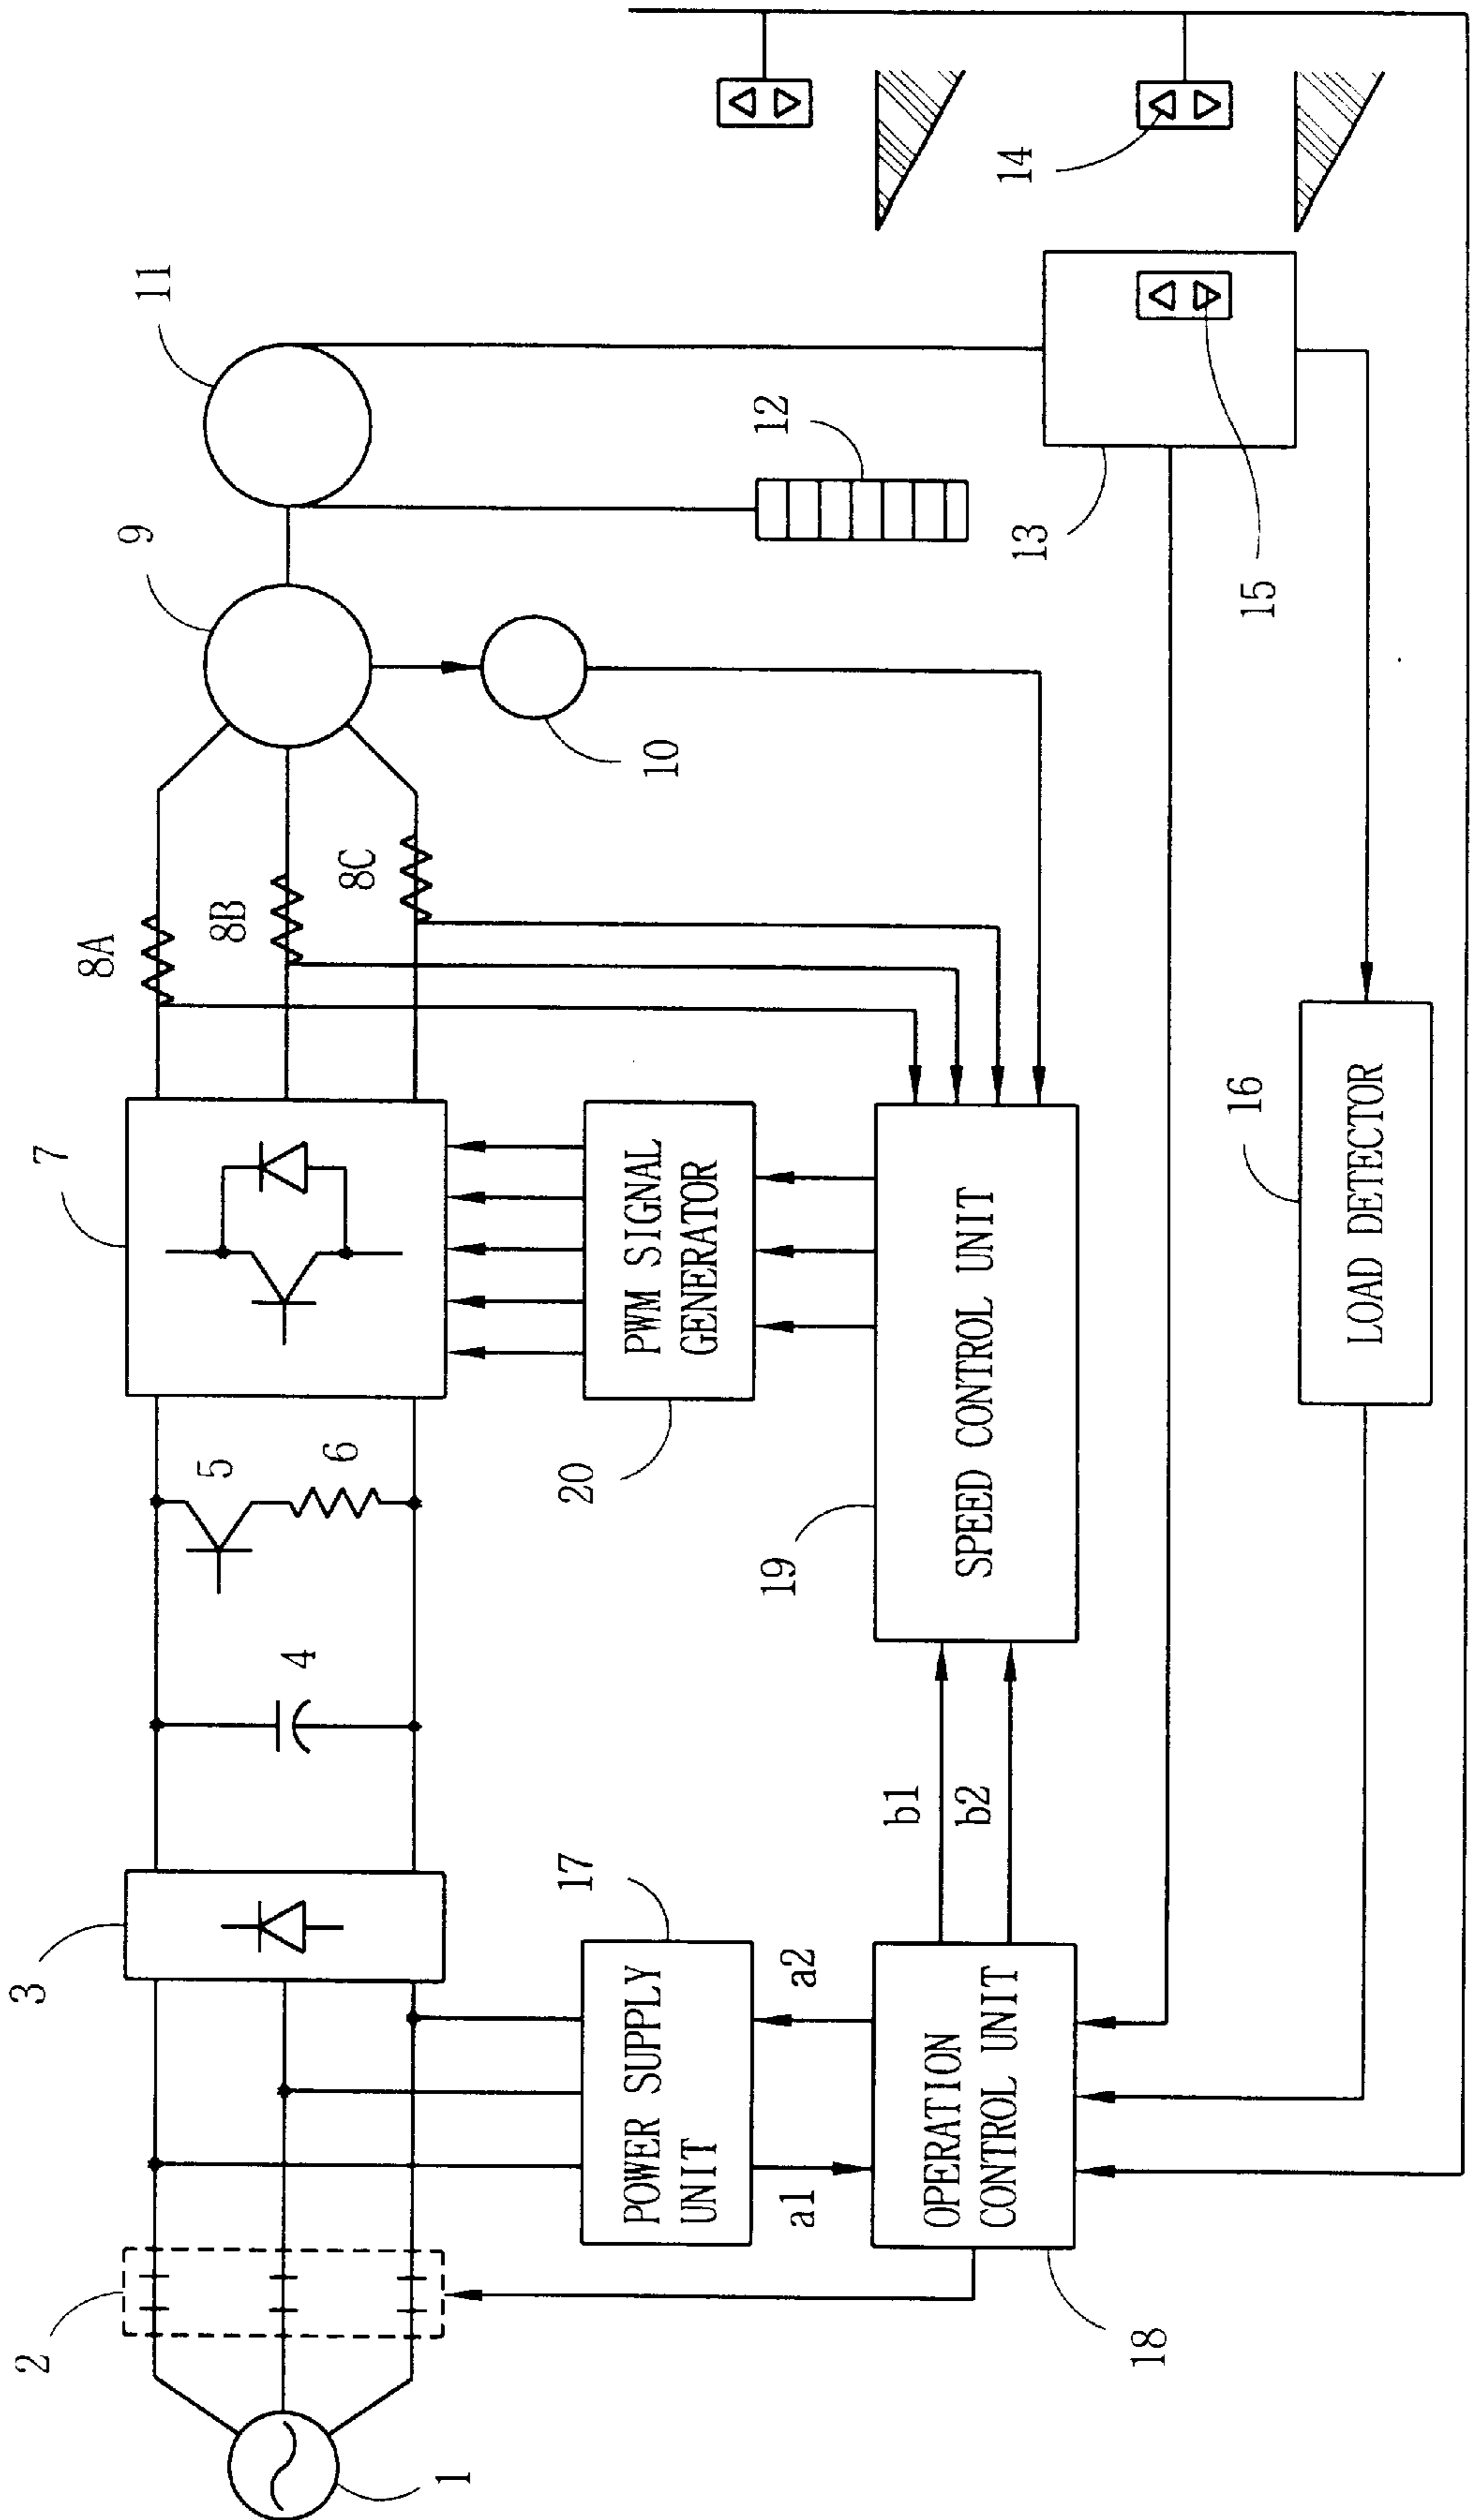 1
2
3
4
5
6
7
8A
8B
8C
9
10
11
12
13
14
15
LOAD DETECTOR
16
POWER SUPPLY
UNIT
17
a1
a2
OPERATION
CONTROL UNIT
18
b1
b2
SPEED CONTROL UNIT
19
PWM SIGNAL
GENERATOR
20